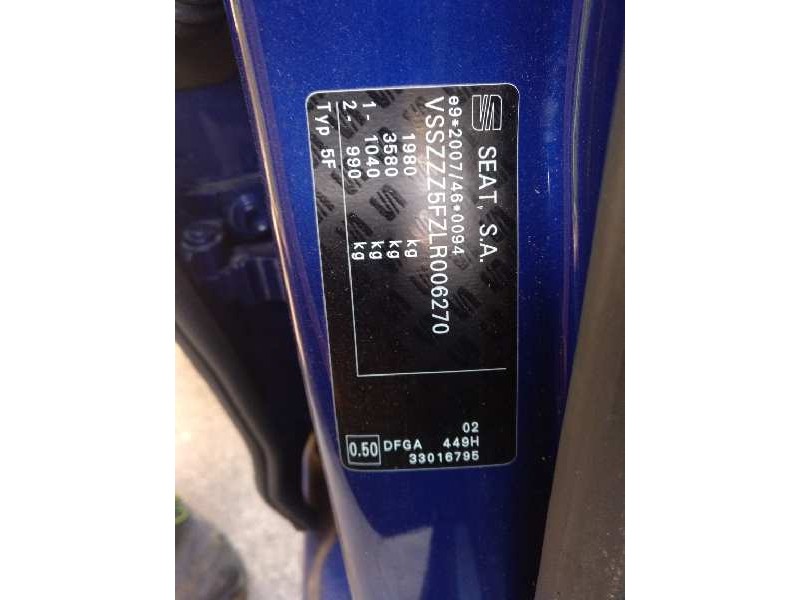 SEAT, S.A.
e9*2007/46*0094
VSSZZZ5FZLR006270
1980 kg
3580 kg
1- 1040 kg
2- 990 kg
Typ 5F
02
0.50 DFGA 449H
33016795